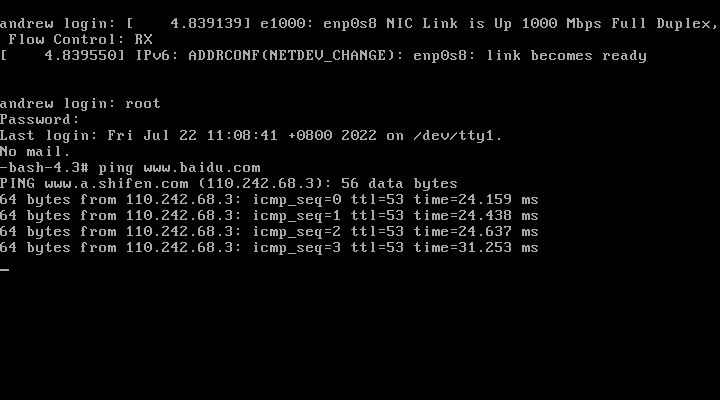 andrew login: [    4.839139] e1000: enp0s8 NIC Link is Up 1000 Mbps Full Duplex,
 Flow Control: RX
[    4.839550] IPv6: ADDRCONF(NETDEV_CHANGE): enp0s8: link becomes ready
andrew login: root
Password:
Last login: Fri Jul 22 11:08:41 +0800 2022 on /dev/tty1.
No mail.
-bash-4.3# ping www.baidu.com
PING www.a.shifen.com (110.242.68.3): 56 data bytes
64 bytes from 110.242.68.3: icmp_seq=0 ttl=53 time=24.159 ms
64 bytes from 110.242.68.3: icmp_seq=1 ttl=53 time=24.438 ms
64 bytes from 110.242.68.3: icmp_seq=2 ttl=53 time=24.637 ms
64 bytes from 110.242.68.3: icmp_seq=3 ttl=53 time=31.253 ms